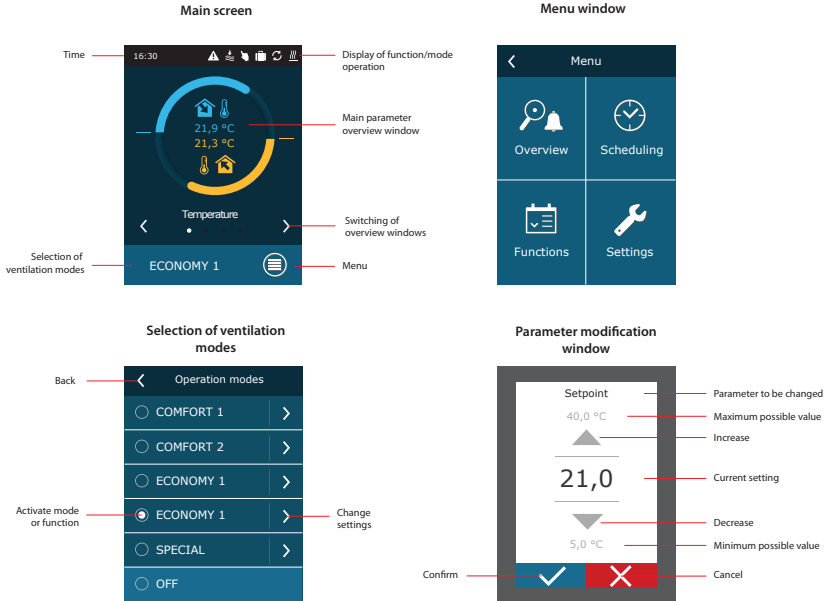 Main screen
Time
16:30
Display of function/mode
operation
21,9 °C
21,3 °C
Main parameter
overview window
Temperature
Switching of
overview windows
Selection of
ventilation modes
ECONOMY 1
Menu
Menu window
Menu
Overview
Scheduling
Functions
Settings
Selection of ventilation
modes
Back
Operation modes
COMFORT 1
COMFORT 2
ECONOMY 1
Activate mode
or function
ECONOMY 1
Change
settings
SPECIAL
OFF
Parameter modification
window
Setpoint
Parameter to be changed
40,0 °C
Maximum possible value
Increase
21,0
Current setting
Decrease
5,0 °C
Minimum possible value
Confirm
Cancel